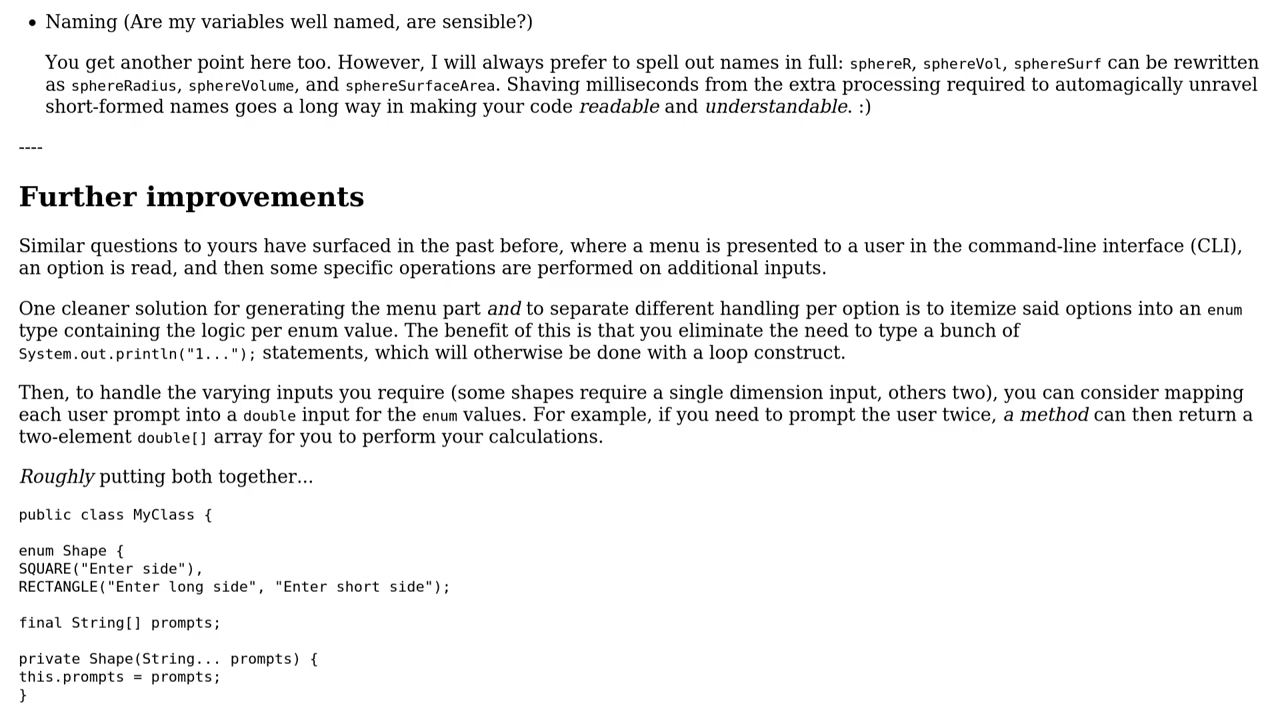 • Naming (Are my variables well named, are sensible?)
You get another point here too. However, I will always prefer to spell out names in full: sphereR, sphereVol, sphereSurf can be rewritten
as sphereRadius, sphereVolume, and sphereSurfaceArea. Shaving milliseconds from the extra processing required to automagically unravel
short-formed names goes a long way in making your code readable and understandable. :)
----
Further improvements
Similar questions to yours have surfaced in the past before, where a menu is presented to a user in the command-line interface (CLI),
an option is read, and then some specific operations are performed on additional inputs.
One cleaner solution for generating the menu part and to separate different handling per option is to itemize said options into an enum
type containing the logic per enum value. The benefit of this is that you eliminate the need to type a bunch of
System.out.println("1..."); statements, which will otherwise be done with a loop construct.
Then, to handle the varying inputs you require (some shapes require a single dimension input, others two), you can consider mapping
each user prompt into a double input for the enum values. For example, if you need to prompt the user twice, a method can then return a
two-element double[] array for you to perform your calculations.
Roughly putting both together...
public class MyClass {
enum Shape {
SQUARE("Enter side"),
RECTANGLE("Enter long side", "Enter short side");
final String[] prompts;
private Shape(String... prompts) {
this.prompts = prompts;
}